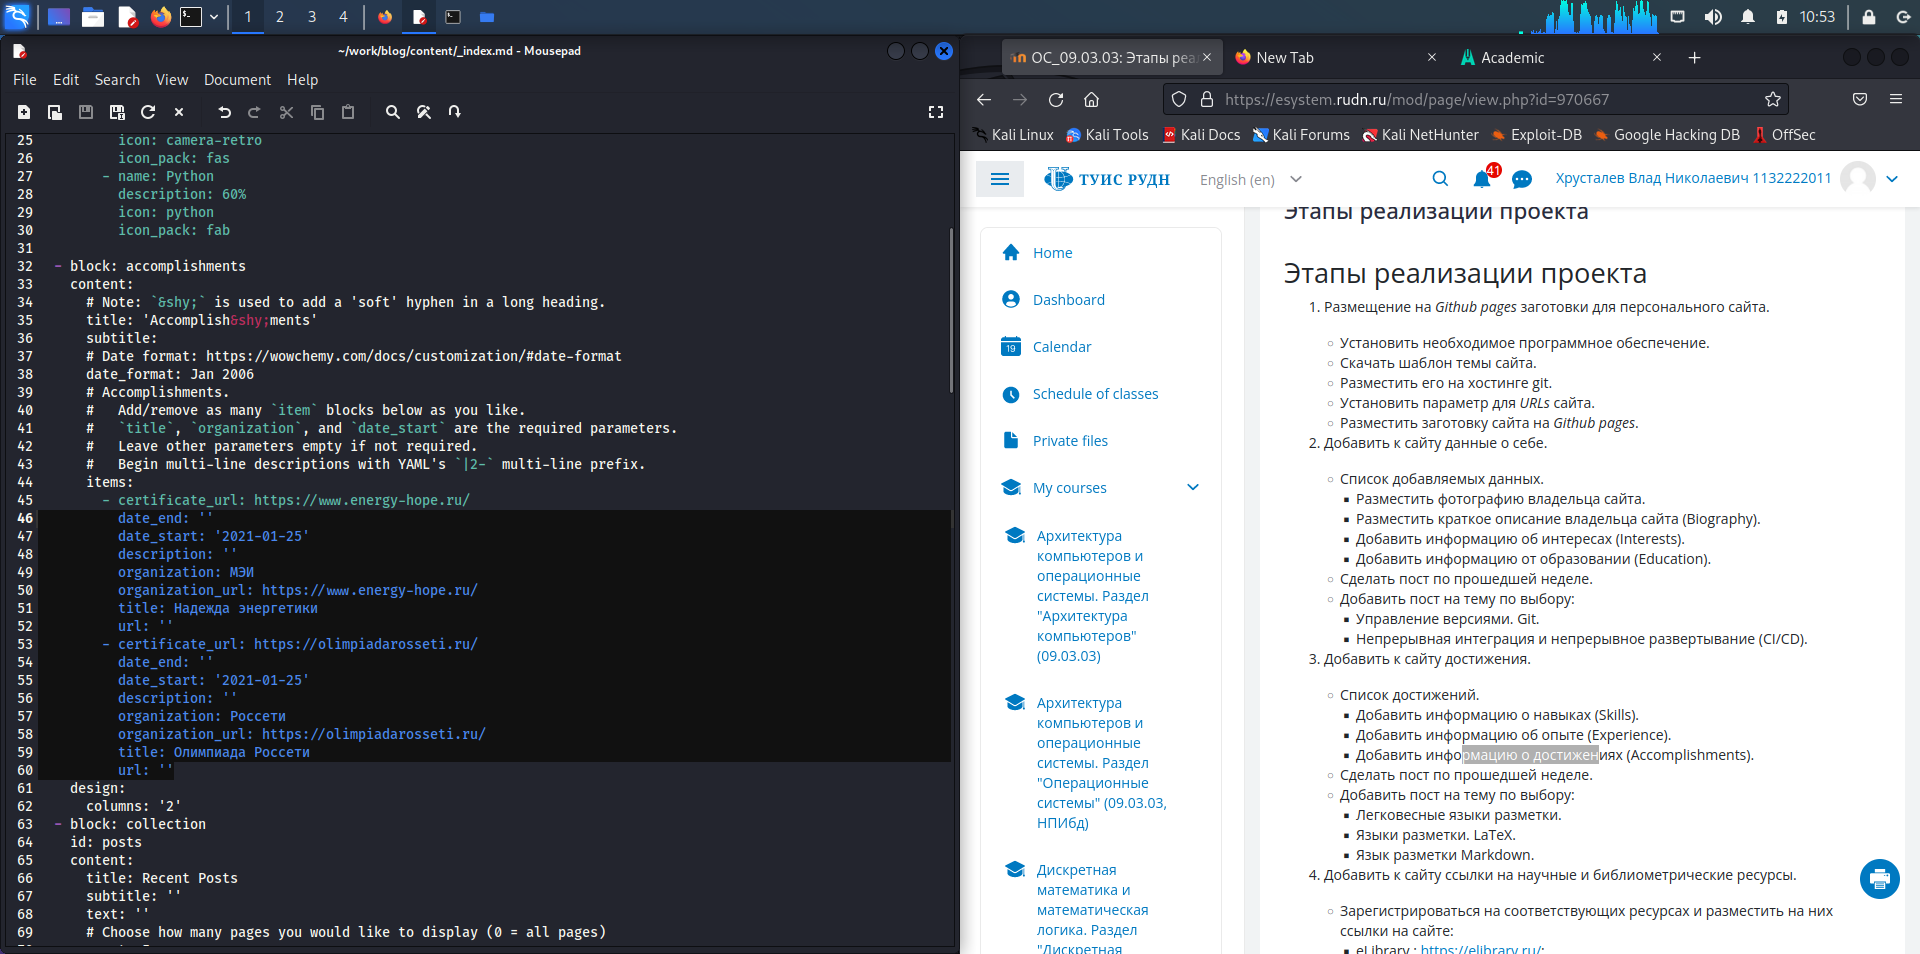 1
2
3
4
10:53
~/work/blog/content/_index.md - Mousepad
File Edit Search View Document Help
25 icon: camera-retro
26 icon_pack: fas
27 - name: Python
28 description: 60%
29 icon: python
30 icon_pack: fab
31
32 - block: accomplishments
33 content:
34 # Note: `&shy;` is used to add a 'soft' hyphen in a long heading.
35 title: 'Accomplish&shy;ments'
36 subtitle:
37 # Date format: https://wowchemy.com/docs/customization/#date-format
38 date_format: Jan 2006
39 # Accomplishments.
40 #   Add/remove as many `item` blocks below as you like.
41 #   `title`, `organization`, and `date_start` are the required parameters.
42 #   Leave other parameters empty if not required.
43 #   Begin multi-line descriptions with YAML's `|2-` multi-line prefix.
44 items:
45 - certificate_url: https://www.energy-hope.ru/
46 date_end: ''
47 date_start: '2021-01-25'
48 description: ''
49 organization: МЭИ
50 organization_url: https://www.energy-hope.ru/
51 title: Надежда энергетики
52 url: ''
53 - certificate_url: https://olimpiadarosseti.ru/
54 date_end: ''
55 date_start: '2021-01-25'
56 description: ''
57 organization: Россети
58 organization_url: https://olimpiadarosseti.ru/
59 title: Олимпиада Россети
60 url: ''
61 design:
62 columns: '2'
63 - block: collection
64 id: posts
65 content:
66 title: Recent Posts
67 subtitle: ''
68 text: ''
69 # Choose how many pages you would like to display (0 = all pages)
ОС_09.03.03: Этапы реа
New Tab
Academic
https://esystem.rudn.ru/mod/page/view.php?id=970667
Kali Linux Kali Tools Kali Docs Kali Forums Kali NetHunter Exploit-DB Google Hacking DB OffSec
ТУИС РУДН
English (en)
41
Хрусталев Влад Николаевич 1132222011
Home
Dashboard
19
Calendar
Schedule of classes
Private files
My courses
Архитектура
компьютеров и
операционные
системы. Раздел
"Архитектура
компьютеров"
(09.03.03)
Архитектура
компьютеров и
операционные
системы. Раздел
"Операционные
системы" (09.03.03,
НПИбд)
Дискретная
математика и
математическая
логика. Раздел
"Дискретная
Этапы реализации проекта
Этапы реализации проекта
1. Размещение на Github pages заготовки для персонального сайта.
Установить необходимое программное обеспечение.
Скачать шаблон темы сайта.
Разместить его на хостинге git.
Установить параметр для URLs сайта.
Разместить заготовку сайта на Github pages.
2. Добавить к сайту данные о себе.
Список добавляемых данных.
Разместить фотографию владельца сайта.
Разместить краткое описание владельца сайта (Biography).
Добавить информацию об интересах (Interests).
Добавить информацию от образовании (Education).
Сделать пост по прошедшей неделе.
Добавить пост на тему по выбору:
Управление версиями. Git.
Непрерывная интеграция и непрерывное развертывание (CI/CD).
3. Добавить к сайту достижения.
Список достижений.
Добавить информацию о навыках (Skills).
Добавить информацию об опыте (Experience).
Добавить информацию о достижениях (Accomplishments).
Сделать пост по прошедшей неделе.
Добавить пост на тему по выбору:
Легковесные языки разметки.
Языки разметки. LaTeX.
Язык разметки Markdown.
4. Добавить к сайту ссылки на научные и библиометрические ресурсы.
Зарегистрироваться на соответствующих ресурсах и разместить на них
ссылки на сайте:
eLibrary : https://elibrary.ru/;